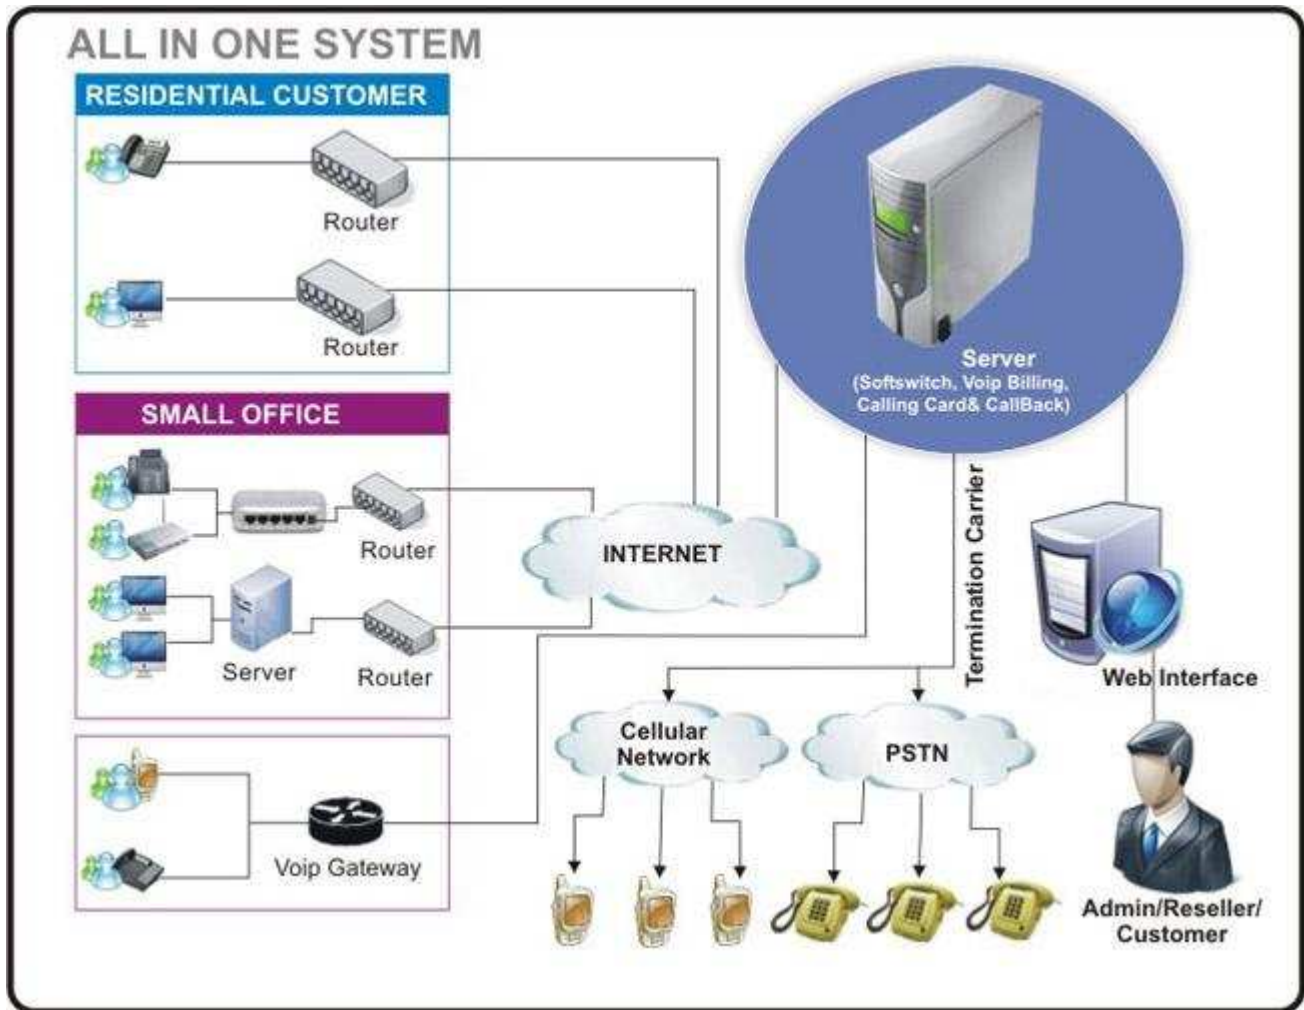 ALL IN ONE SYSTEM
RESIDENTIAL CUSTOMER
Router
Router
SMALL OFFICE
Router
Server
Router
Voip Gateway
INTERNET
Server
(Softswitch, Voip Billing,
Calling Card& CallBack)
Termination Carrier
Cellular
Network
PSTN
Web Interface
Admin/Reseller/
Customer